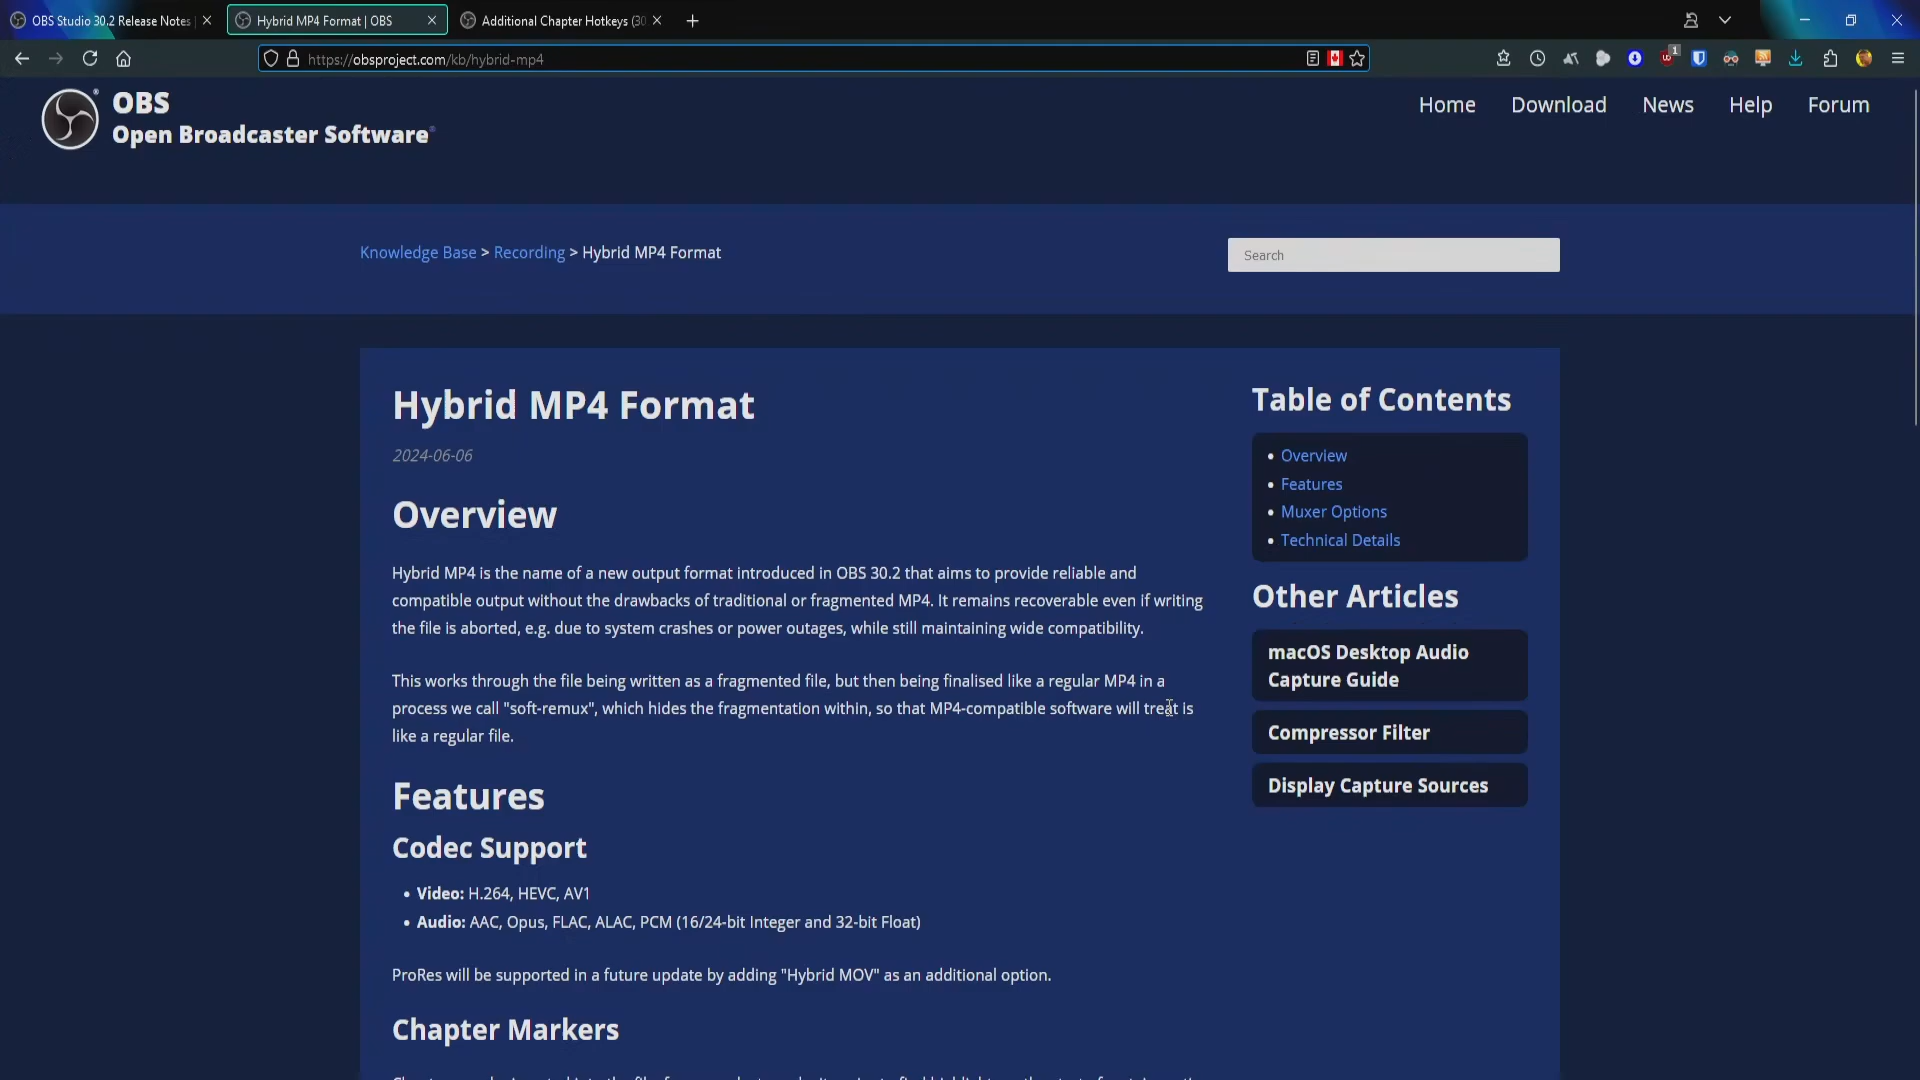 OBS Studio 30.2 Release Notes
Hybrid MP4 Format | OBS
Additional Chapter Hotkeys (30
https://obsproject.com/kb/hybrid-mp4
1
OBS
Open Broadcaster Software
Home
Download
News
Help
Forum
Knowledge Base > Recording > Hybrid MP4 Format
Search
Hybrid MP4 Format
2024-06-06
Overview
Hybrid MP4 is the name of a new output format introduced in OBS 30.2 that aims to provide reliable and
compatible output without the drawbacks of traditional or fragmented MP4. It remains recoverable even if writing
the file is aborted, e.g. due to system crashes or power outages, while still maintaining wide compatibility.
This works through the file being written as a fragmented file, but then being finalised like a regular MP4 in a
process we call "soft-remux", which hides the fragmentation within, so that MP4-compatible software will treat is
like a regular file.
Features
Codec Support
• Video: H.264, HEVC, AV1
• Audio: AAC, Opus, FLAC, ALAC, PCM (16/24-bit Integer and 32-bit Float)
ProRes will be supported in a future update by adding "Hybrid MOV" as an additional option.
Chapter Markers
Table of Contents
• Overview
• Features
• Muxer Options
• Technical Details
Other Articles
macOS Desktop Audio
Capture Guide
Compressor Filter
Display Capture Sources